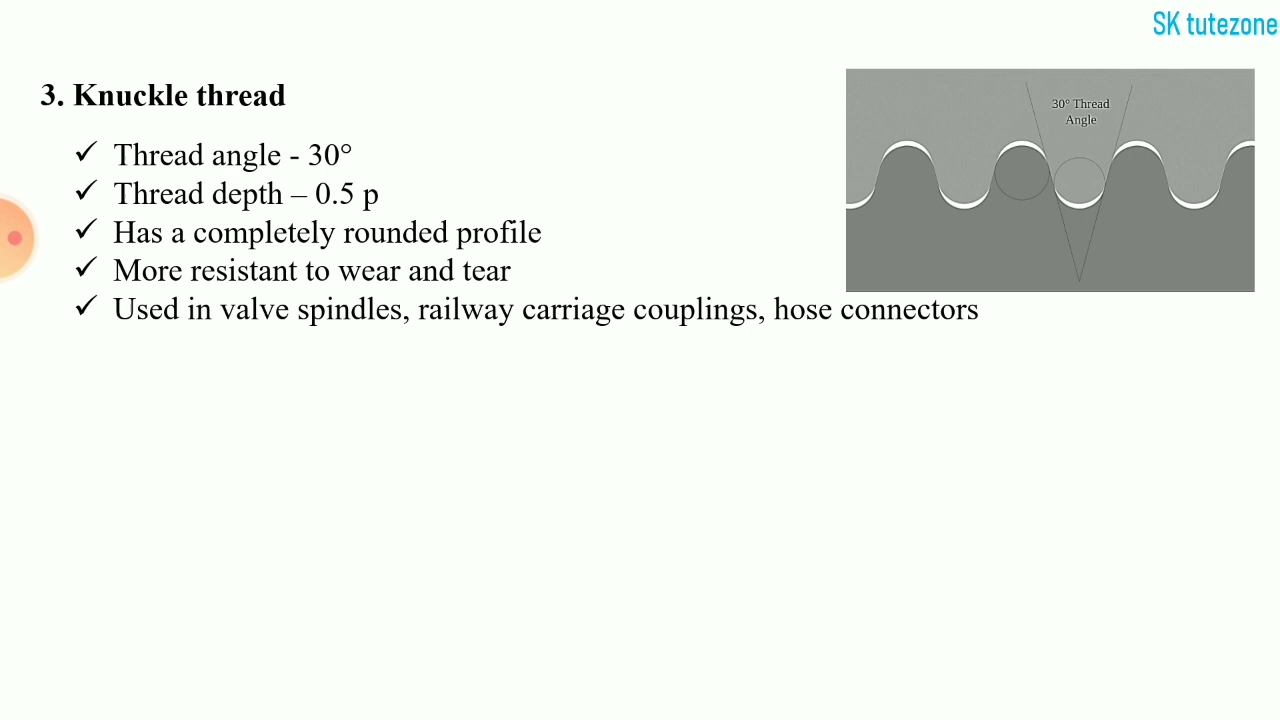 SK tutezone
3. Knuckle thread
✓ Thread angle - 30°
✓ Thread depth – 0.5 p
✓ Has a completely rounded profile
✓ More resistant to wear and tear
✓ Used in valve spindles, railway carriage couplings, hose connectors
30° Thread
Angle